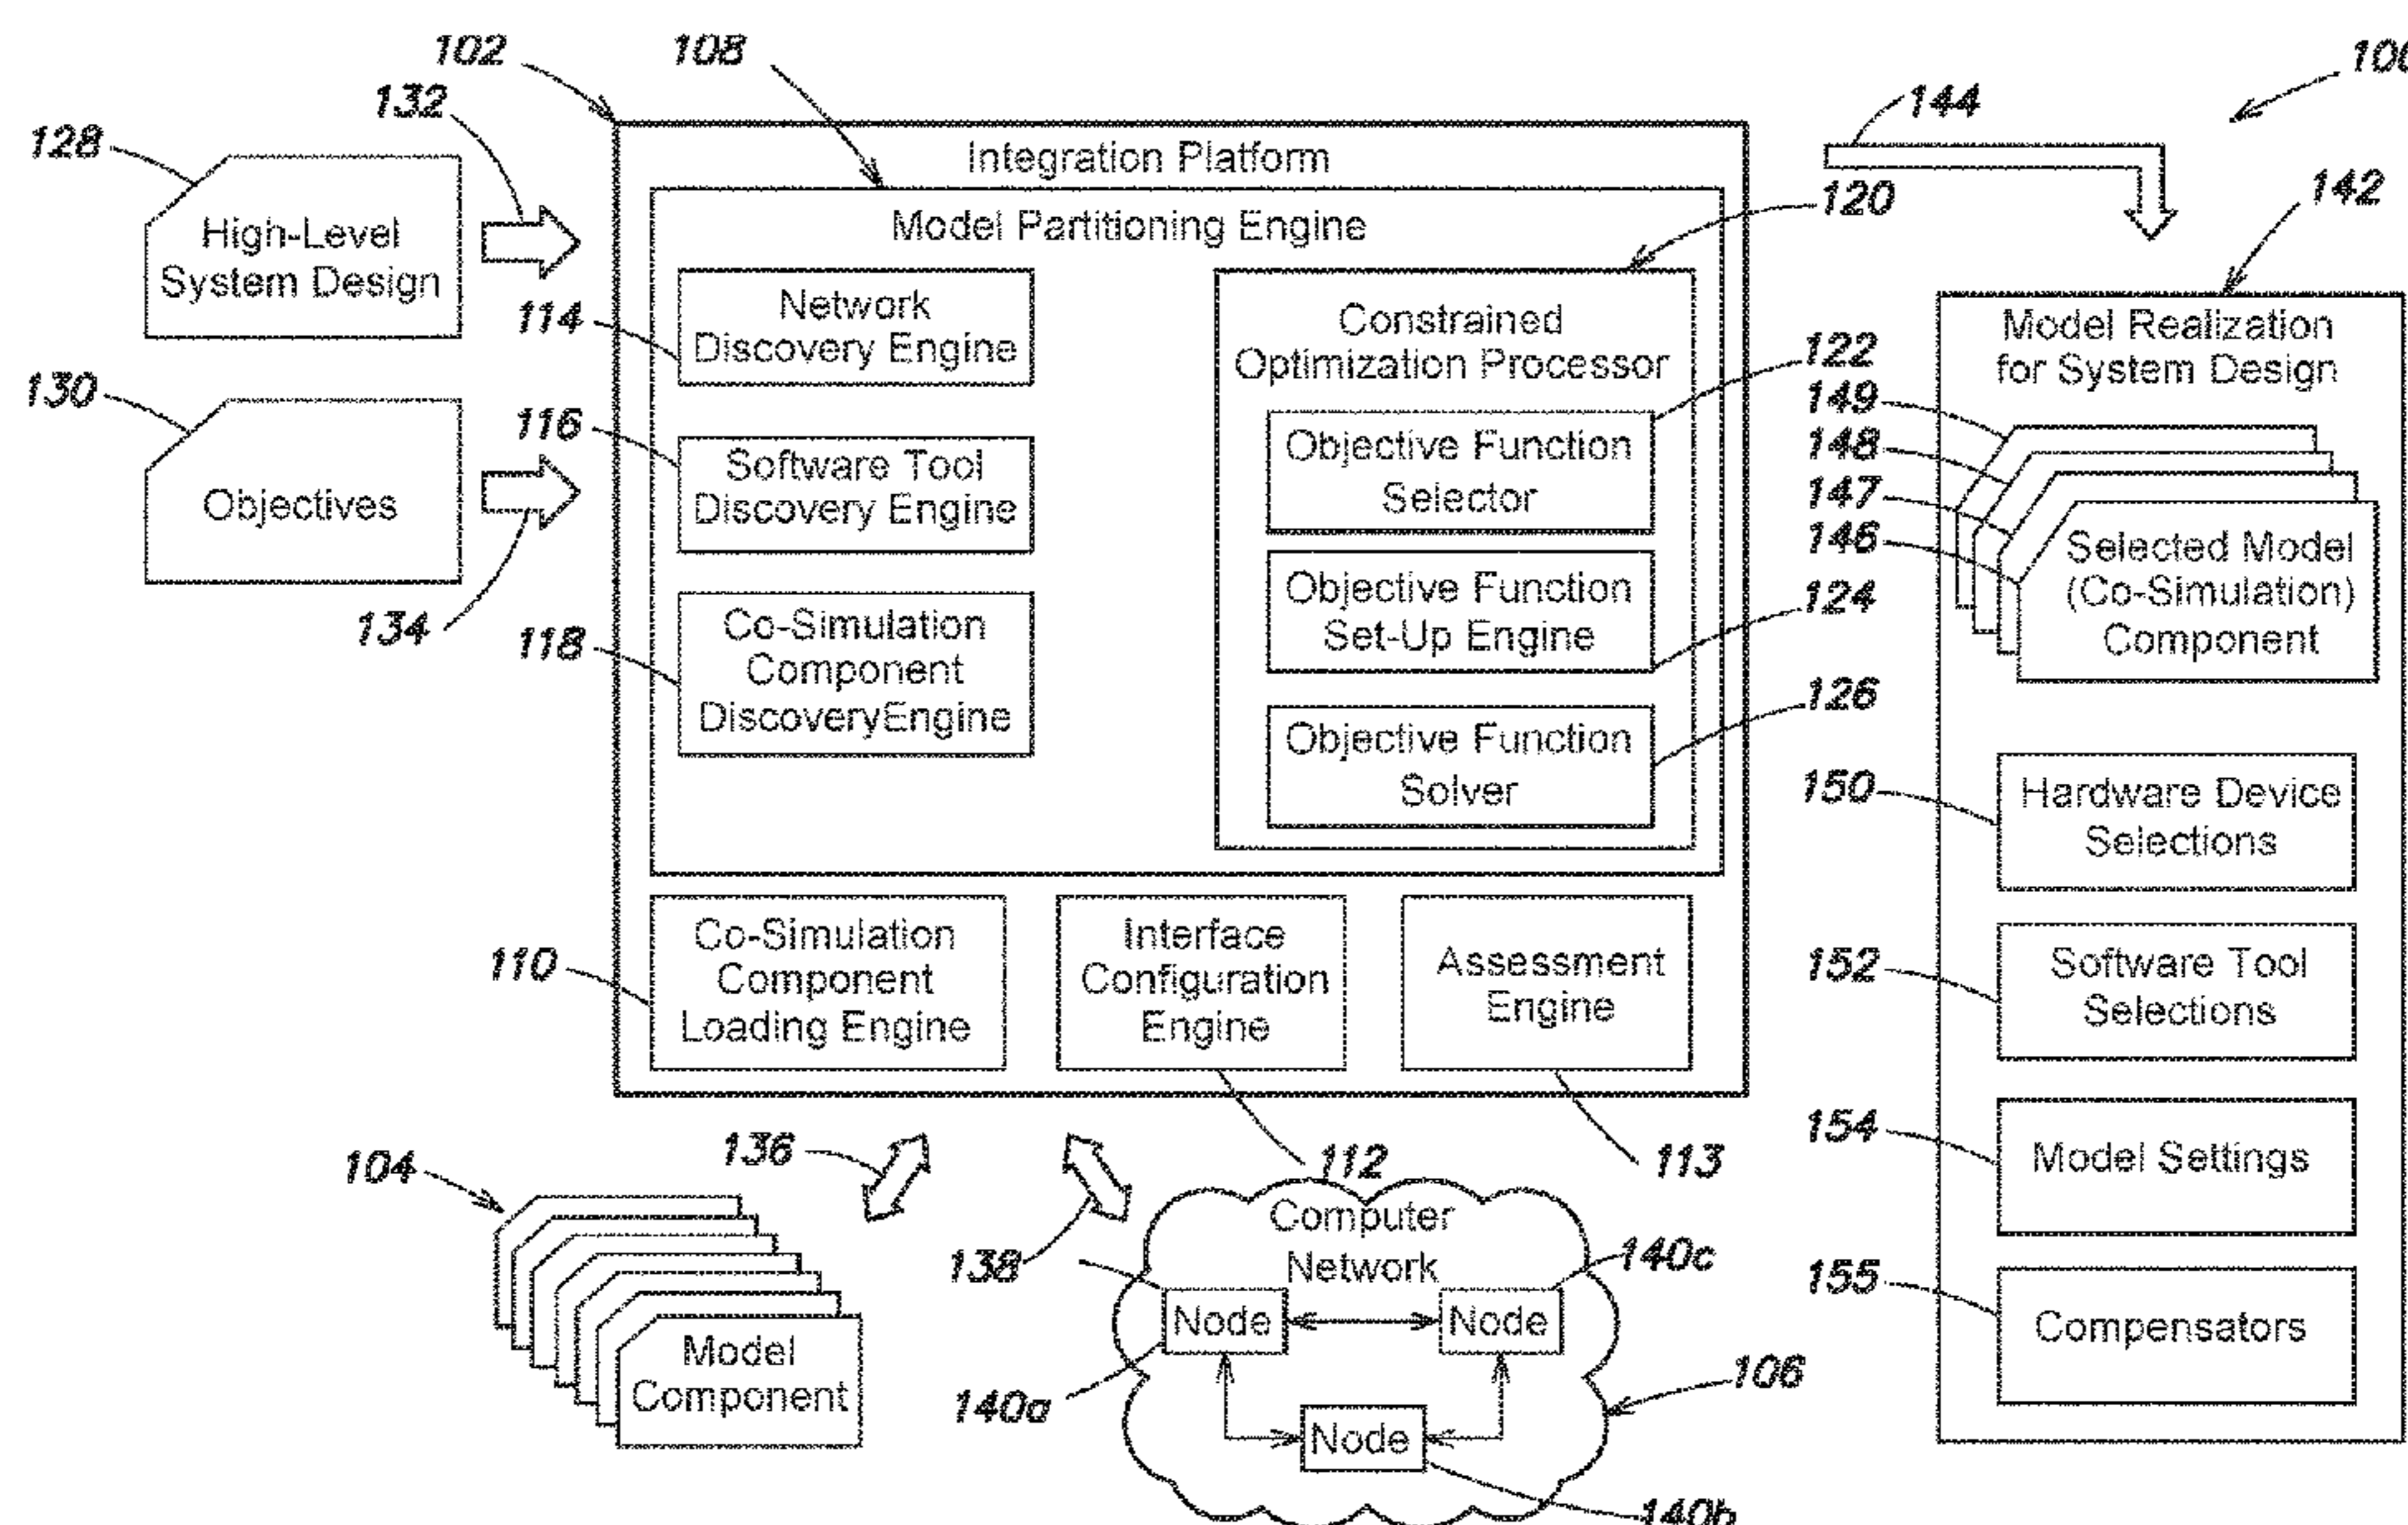 102
108
100
132
144
128
Integration Platform
142
120
High-Level
System Design
Model Partitioning Engine
114
Network
Discovery Engine
Constrained
Optimization Processor
Model Realization
for System Design
122
130
149
116
148
Software Tool
Discovery Engine
Objective Function
Selector
147
Objectives
146
Selected Model
(Co-Simulation)
Component
134
118
Co-Simulation
Component
DiscoveryEngine
Objective Function
Set-Up Engine
124
126
Objective Function
Solver
150
Hardware Device
Selections
110
Co-Simulation
Component
Loading Engine
Interface
Configuration
Engine
Assessment
Engine
152
Software Tool
Selections
104
136
112
113
154
Model Settings
138
Computer
Network
140c
155
Node
Node
Compensators
Model
Component
140a
106
Node
140b